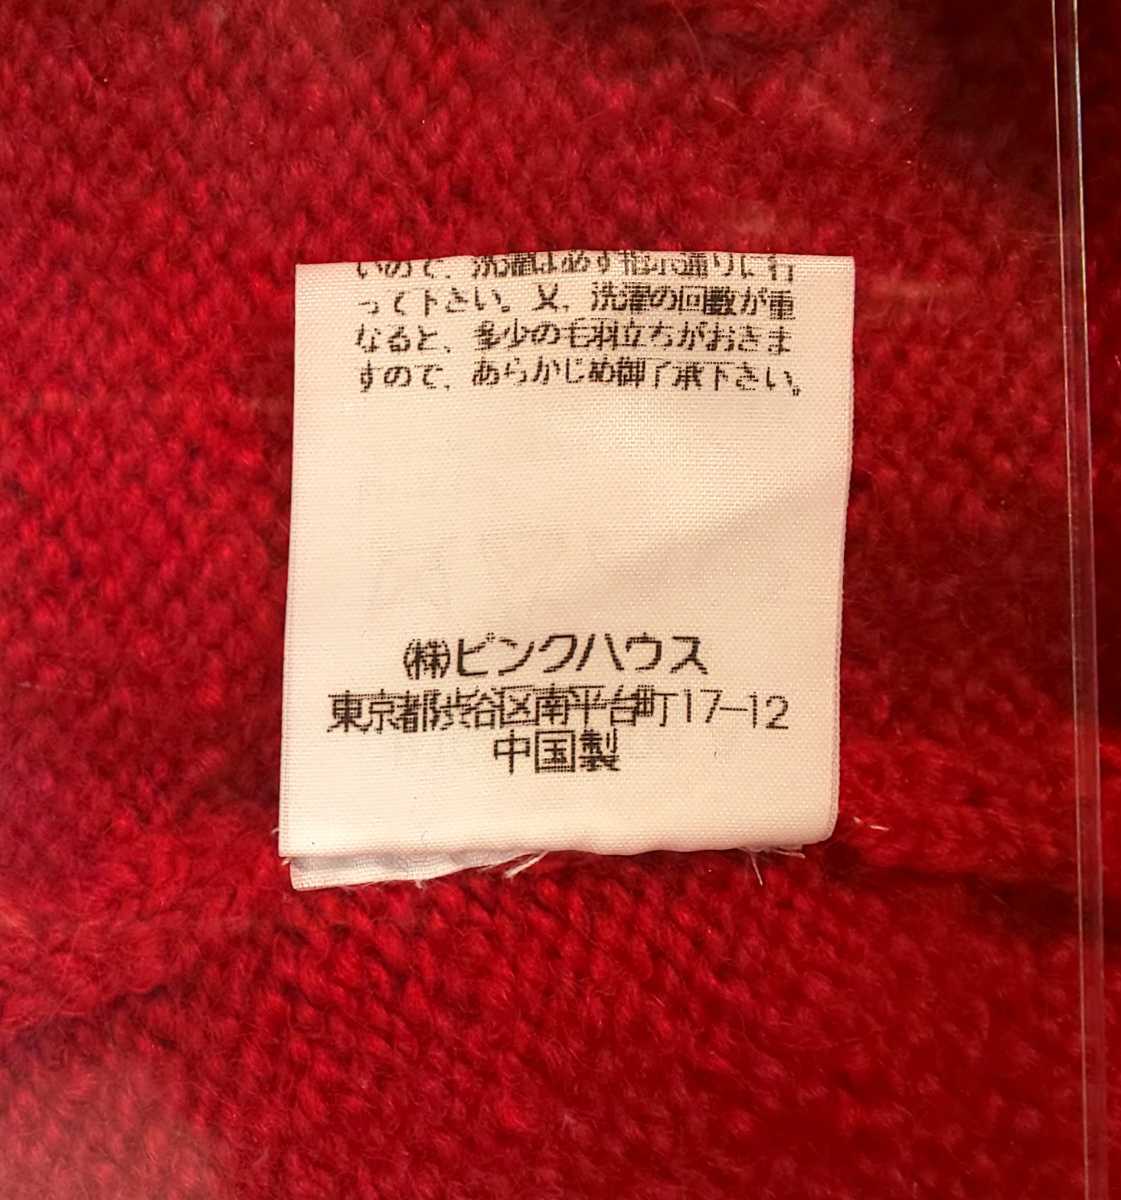 いので、洗濯は必ず指示通りに行
って下さい。又、洗濯の回数が重
なると、多少の毛羽立ちがおきま
すので、あらかじめ御了承下さい。
㈱ピンクハウス
東京都渋谷区南平台町17-12
中国製